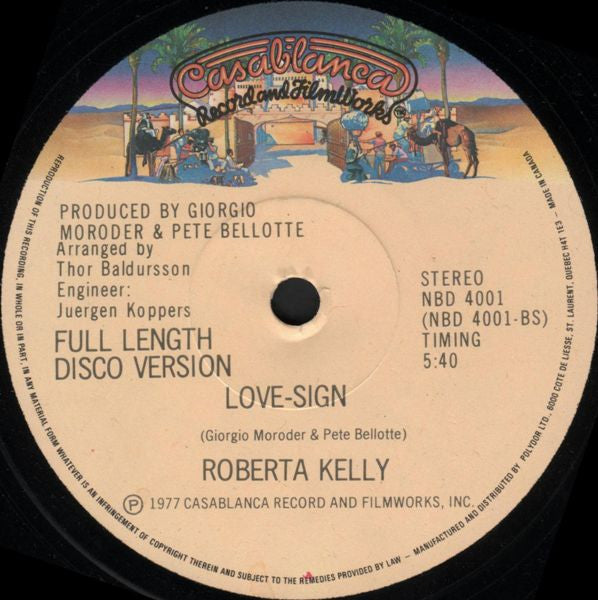 Casablanca
Record and FilmWorks
PRODUCED BY GIORGIO
MORODER & PETE BELLOTTE
Arranged by
Thor Baldursson
Engineer:
Juergen Koppers
FULL LENGTH
DISCO VERSION
STEREO
NBD 4001
(NBD 4001-BS)
TIMING
5:40
LOVE-SIGN
(Giorgio Moroder & Pete Bellotte)
ROBERTA KELLY
Ⓟ 1977 CASABLANCA RECORD AND FILMWORKS, INC.
REPRODUCTION OF THIS RECORDING, IN WHOLE OR IN PART, IN ANY MATERIAL FORM WHATEVER IS AN INFRINGEMENT OF COPYRIGHT THEREIN AND SUBJECT TO THE REMEDIES PROVIDED BY LAW – MANUFACTURED AND DISTRIBUTED BY POLYDOR LTD., 6000 COTE DE LIESSE, ST. LAURENT, QUEBEC H4T 1E3 – MADE IN CANADA